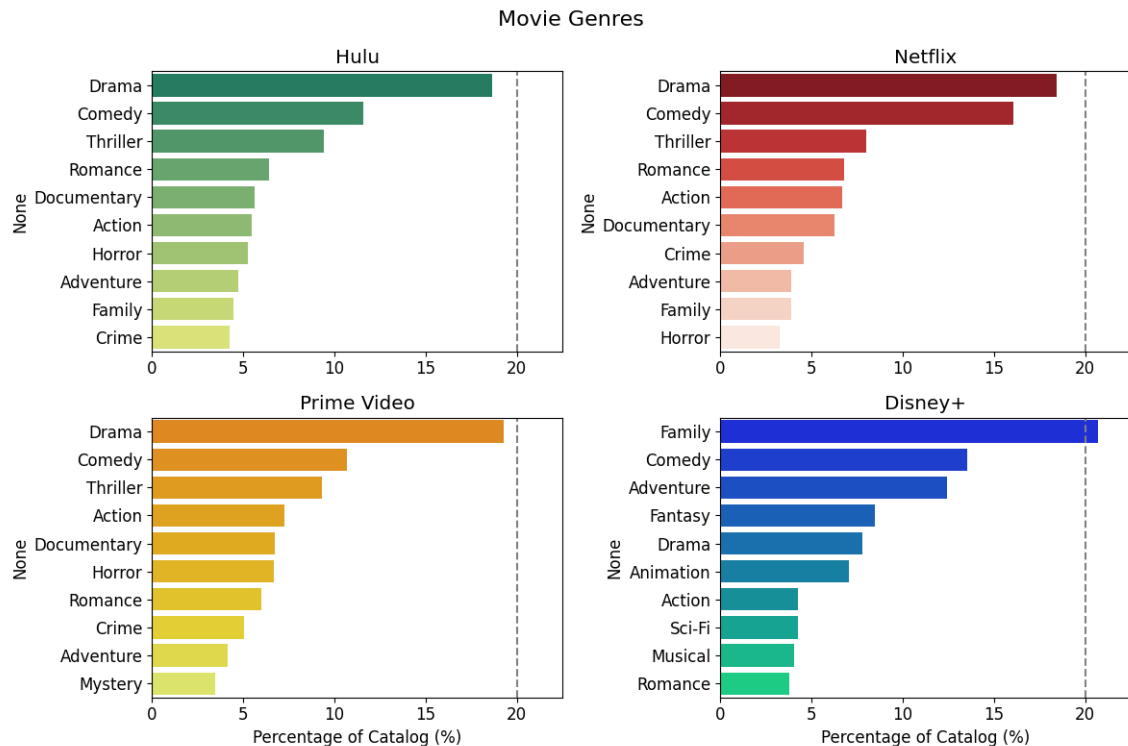 Movie Genres
Hulu
Drama
Comedy
Thriller
Romance
Documentary
Action
Horror
Adventure
Family
Crime
None
0 5 10 15 20
Netflix
Drama
Comedy
Thriller
Romance
Action
Documentary
Crime
Adventure
Family
Horror
None
0 5 10 15 20
Prime Video
Drama
Comedy
Thriller
Action
Documentary
Horror
Romance
Crime
Adventure
Mystery
None
0 5 10 15 20
Percentage of Catalog (%)
Disney+
Family
Comedy
Adventure
Fantasy
Drama
Animation
Action
Sci-Fi
Musical
Romance
None
0 5 10 15 20
Percentage of Catalog (%)